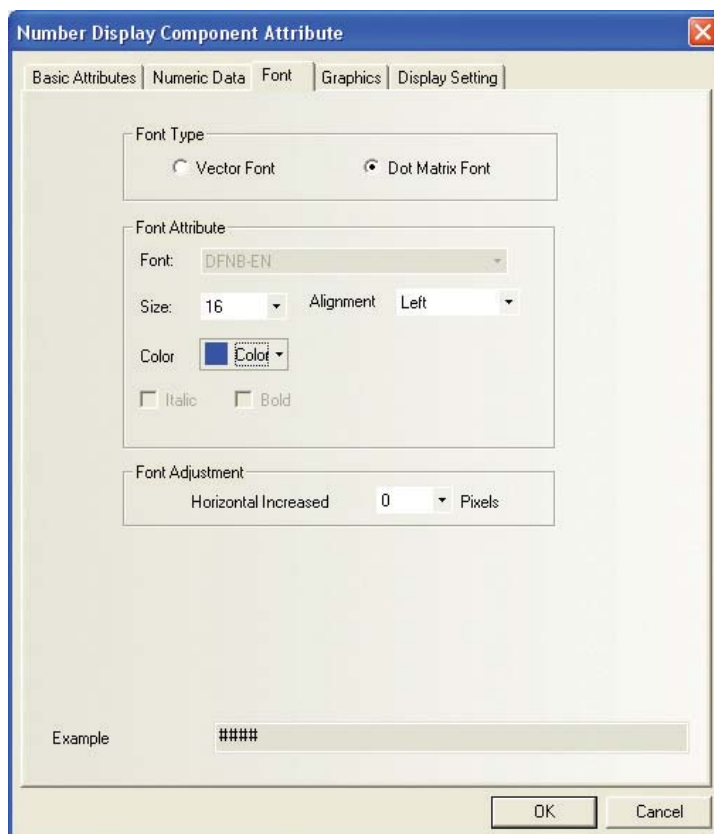 Number Display Component Attribute
Basic Attributes Numeric Data Font Graphics Display Setting
Font Type
Vector Font Dot Matrix Font
Font Attribute
Font: DFNB-EN
Size: 16 Alignment Left
Color Color
Italic Bold
Font Adjustment
Horizontal Increased 0 Pixels
Example ####
OK Cancel